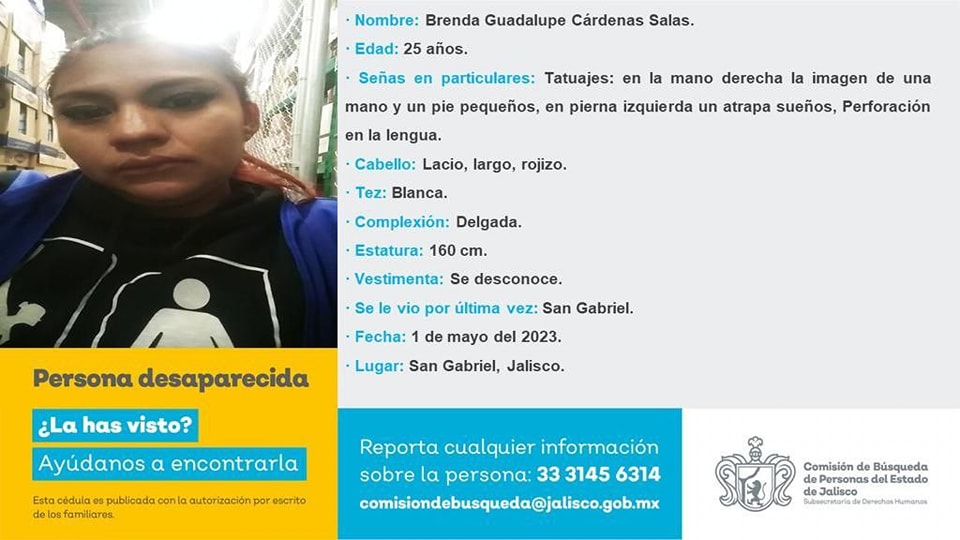 · Nombre: Brenda Guadalupe Cárdenas Salas.
· Edad: 25 años.
· Señas en particulares: Tatuajes: en la mano derecha la imagen de una
mano y un pie pequeños, en pierna izquierda un atrapa sueños, Perforación
en la lengua.
· Cabello: Lacio, largo, rojizo.
· Tez: Blanca.
· Complexión: Delgada.
· Estatura: 160 cm.
· Vestimenta: Se desconoce.
· Se le vio por última vez: San Gabriel.
· Fecha: 1 de mayo del 2023.
· Lugar: San Gabriel, Jalisco.
Persona desaparecida
¿La has visto?
Ayúdanos a encontrarla
Esta cédula es publicada con la autorización por escrito
de los familiares.
Reporta cualquier información
sobre la persona: 33 3145 6314
comisiondebusqueda@jalisco.gob.mx
Comisión de Búsqueda
de Personas del Estado
de Jalisco
Subsecretaría de Derechos Humanos